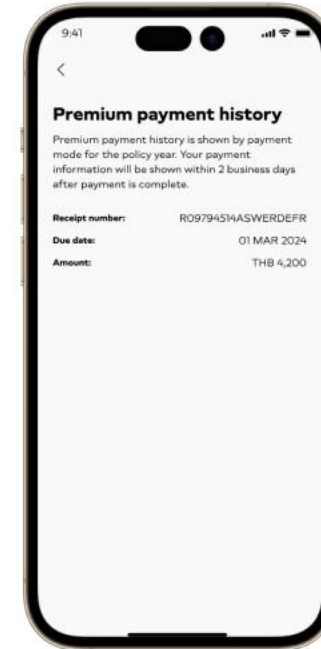 9:41
Premium payment history
Premium payment history is shown by payment
mode for the policy year. Your payment
information will be shown within 2 business days
after payment is complete.
Receipt number: R09794514ASWERDEFR
Due date: 01 MAR 2024
Amount: THB 4,200